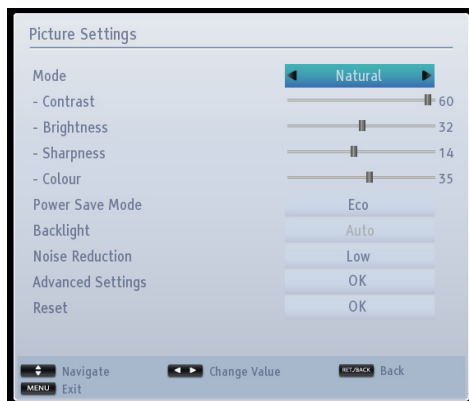 Picture Settings
Mode Natural
- Contrast 60
- Brightness 32
- Sharpness 14
- Colour 35
Power Save Mode Eco
Backlight Auto
Noise Reduction Low
Advanced Settings OK
Reset OK
Navigate Change Value RET./BACK Back
MENU Exit